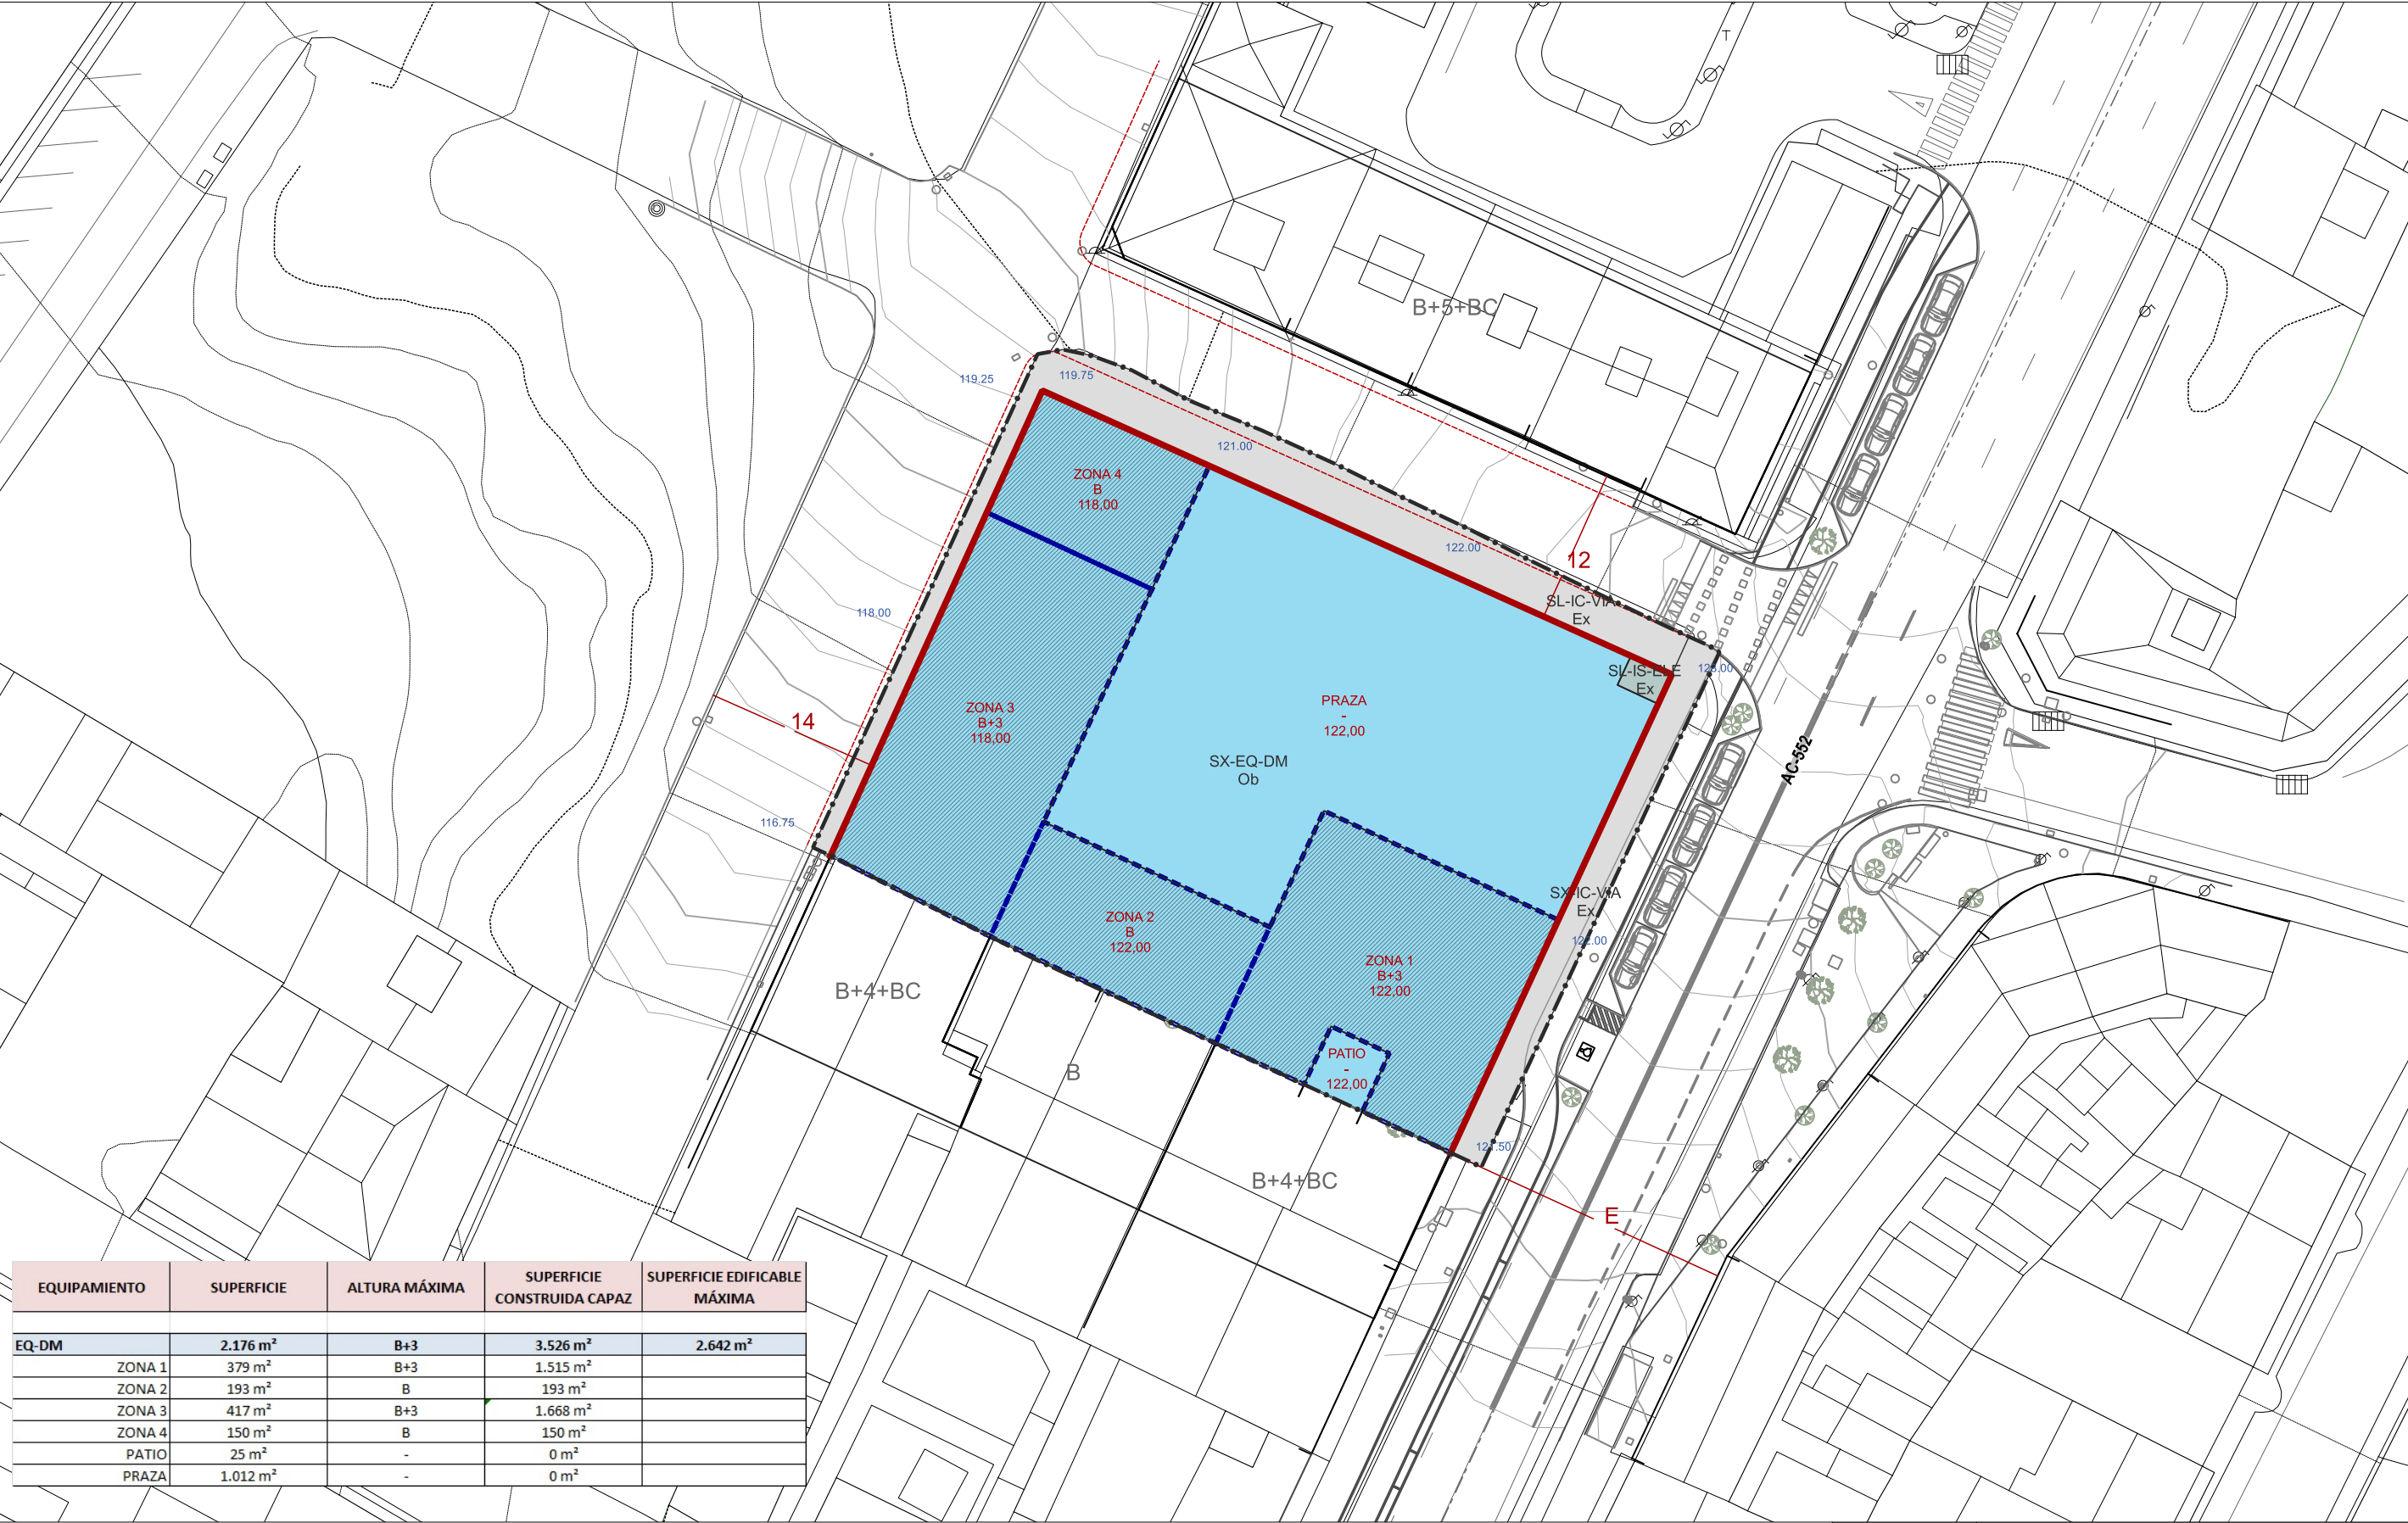 T
B+5+BC
119.25
119.75
121.00
122.00
ZONA 4
B
118,00
12
SL-IC-VIA
Ex
118.00
SL-IS-ELE
Ex
ZONA 3
B+3
118,00
14
PRAZA
-
122,00
SX-EQ-DM
Ob
AC-552
116.75
SX-IC-VIA
Ex
122.00
ZONA 2
B
122,00
ZONA 1
B+3
122,00
B+4+BC
B
PATIO
-
122,00
121.50
B+4+BC
E
EQUIPAMIENTO SUPERFICIE ALTURA MÁXIMA SUPERFICIE CONSTRUIDA CAPAZ SUPERFICIE EDIFICABLE MÁXIMA
EQ-DM 2.176 m² B+3 3.526 m² 2.642 m²
ZONA 1 379 m² B+3 1.515 m²
ZONA 2 193 m² B 193 m²
ZONA 3 417 m² B+3 1.668 m²
ZONA 4 150 m² B 150 m²
PATIO 25 m² - 0 m²
PRAZA 1.012 m² - 0 m²